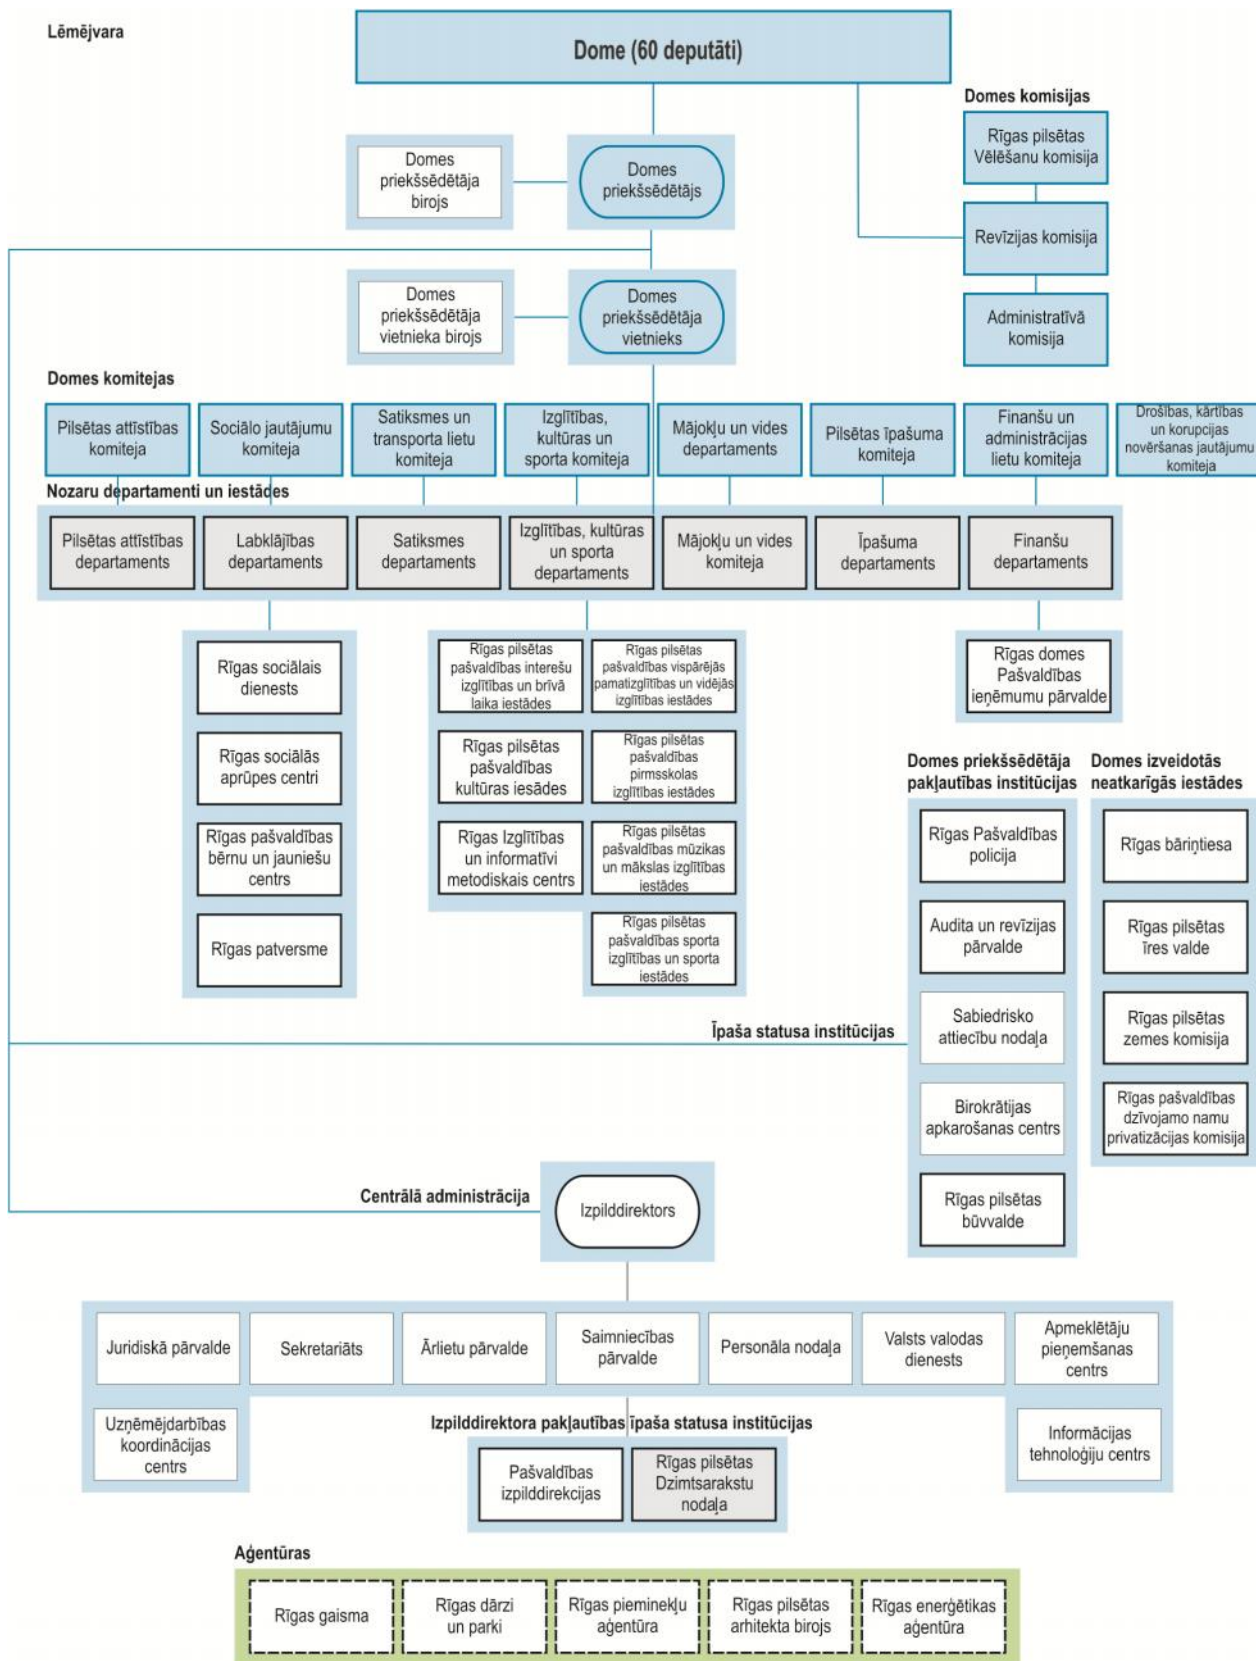 Lēmējvara
Dome (60 deputāti)
Domes komisijas
Rīgas pilsētas
Vēlēšanu komisija
Domes
priekšsēdētāja
birojs
Domes
priekšsēdētājs
Revīzijas komisija
Domes
priekšsēdētāja
vietnieka birojs
Domes
priekšsēdētāja
vietnieks
Administratīvā
komisija
Domes komitejas
Pilsētas attīstības
komiteja
Sociālo jautājumu
komiteja
Satiksmes un
transporta lietu
komiteja
Izglītības,
kultūras un
sporta komiteja
Mājokļu un vides
departaments
Pilsētas īpašuma
komiteja
Finanšu un
administrācijas
lietu komiteja
Drošības, kārtības
un korupcijas
novēršanas jautājumu
komiteja
Nozaru departamenti un iestādes
Pilsētas attīstības
departaments
Labklājības
departaments
Satiksmes
departaments
Izglītības, kultūras
un sporta
departaments
Mājokļu un vides
komiteja
Īpašuma
departaments
Finanšu
departaments
Rīgas sociālais
dienests
Rīgas sociālās
aprūpes centri
Rīgas pašvaldības
bērnu un jauniešu
centrs
Rīgas patversme
Rīgas pilsētas
pašvaldības interešu
izglītības un brīvā
laika iestādes
Rīgas pilsētas
pašvaldības vispārējās
pamatizglītības un vidējās
izglītības iestādes
Rīgas pilsētas
pašvaldības
kultūras iesādes
Rīgas pilsētas
pašvaldības
pirmsskolas
izglītības iestādes
Rīgas Izglītības
un informatīvi
metodiskais centrs
Rīgas pilsētas
pašvaldības mūzikas
un mākslas izglītības
iestādes
Rīgas pilsētas
pašvaldības sporta
izglītības un sporta
iestādes
Rīgas domes
Pašvaldības
ieņēmumu pārvalde
Domes priekšsēdētāja
pakļautības institūcijas
Rīgas Pašvaldības
policija
Audita un revīzijas
pārvalde
Sabiedrisko
attiecību nodaļa
Birokrātijas
apkarošanas centrs
Rīgas pilsētas
būvvalde
Domes izveidotās
neatkarīgās iestādes
Rīgas bāriņtiesa
Rīgas pilsētas
īres valde
Rīgas pilsētas
zemes komisija
Rīgas pašvaldības
dzīvojamo namu
privatizācijas komisija
Īpaša statusa institūcijas
Centrālā administrācija
Izpilddirektors
Juridiskā pārvalde
Sekretariāts
Ārlietu pārvalde
Saimniecības
pārvalde
Personāla nodaļa
Valsts valodas
dienests
Apmeklētāju
pieņemšanas
centrs
Uzņēmējdarbības
koordinācijas
centrs
Informācijas
tehnoloģiju centrs
Izpilddirektora pakļautības īpaša statusa institūcijas
Pašvaldības
izpilddirekcijas
Rīgas pilsētas
Dzimtsarakstu
nodaļa
Aģentūras
Rīgas gaisma
Rīgas dārzi
un parki
Rīgas pieminekļu
aģentūra
Rīgas pilsētas
arhitekta birojs
Rīgas enerģētikas
aģentūra